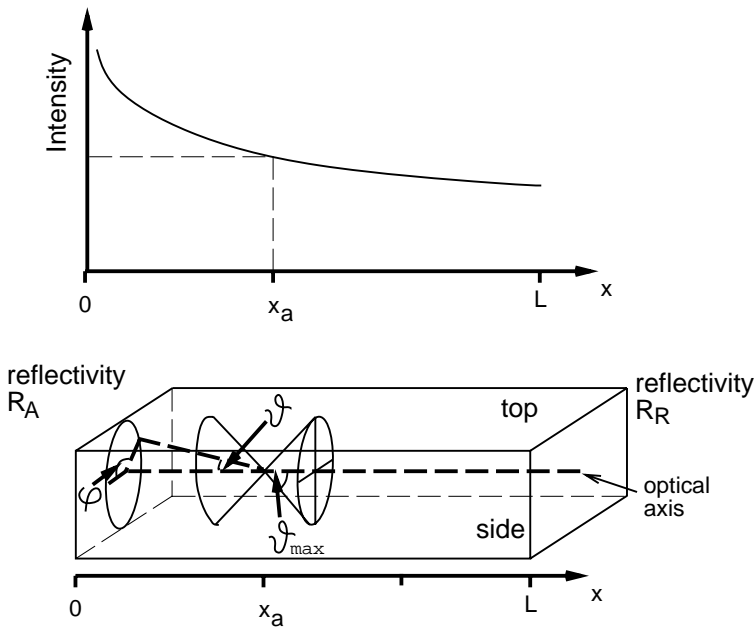 Intensity
0
x_a
L
x
reflectivity
R_A
ϑ
top
reflectivity
R_R
φ
ϑ_max
side
optical
axis
0
x_a
L
x